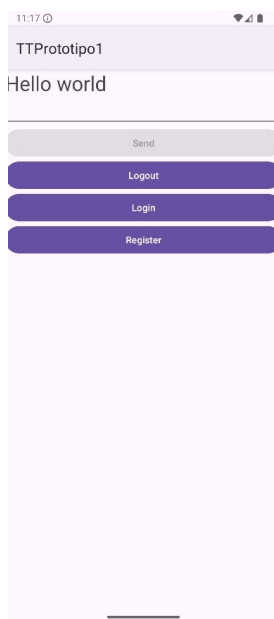 11:17
TTPrototipo1
Hello world
Send
Logout
Login
Register